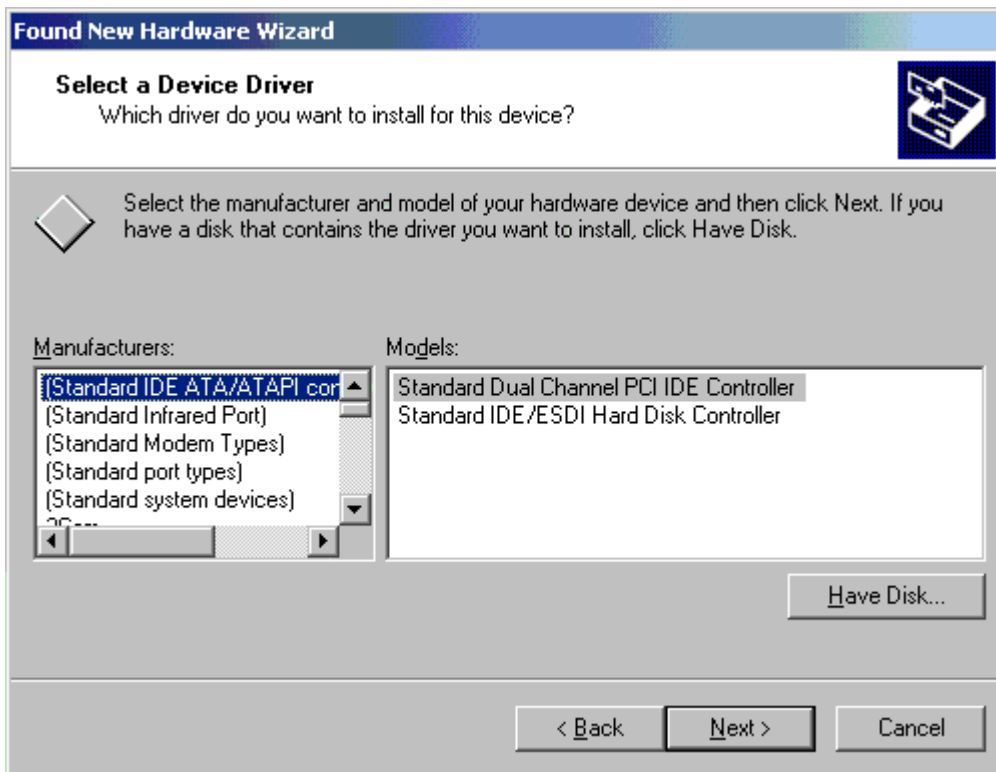 Found New Hardware Wizard
Select a Device Driver
Which driver do you want to install for this device?
Select the manufacturer and model of your hardware device and then click Next. If you
have a disk that contains the driver you want to install, click Have Disk.
Manufacturers:
(Standard IDE ATA/ATAPI con
(Standard Infrared Port)
(Standard Modem Types)
(Standard port types)
(Standard system devices)
Models:
Standard Dual Channel PCI IDE Controller
Standard IDE/ESDI Hard Disk Controller
Have Disk...
< Back
Next >
Cancel